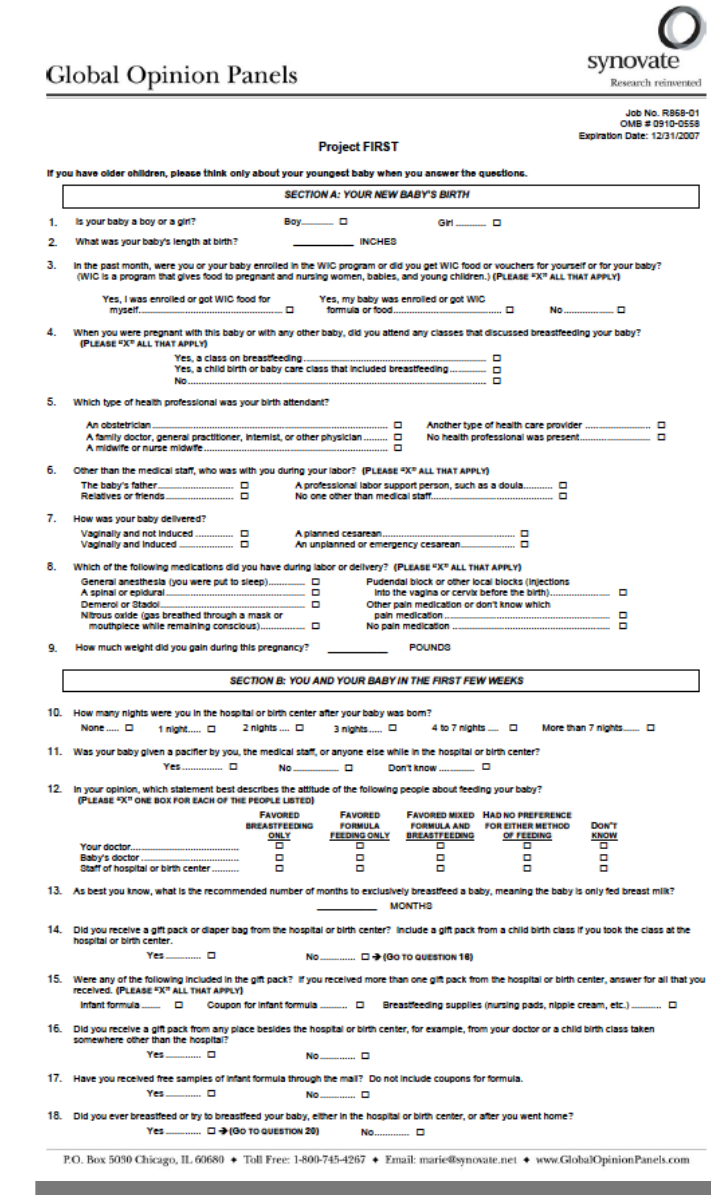 synovate
Research reinvented
Global Opinion Panels
Job No. R868-01
OMB # 0910-0558
Expiration Date: 12/31/2007
Project FIRST
If you have older children, please think only about your youngest baby when you answer the questions.
SECTION A: YOUR NEW BABY'S BIRTH
1. Is your baby a boy or a girl? Boy.......... ☐ Girl .......... ☐
2. What was your baby's length at birth? __________ INCHES
3. In the past month, were you or your baby enrolled in the WIC program or did you get WIC food or vouchers for yourself or for your baby?
(WIC is a program that gives food to pregnant and nursing women, babies, and young children.) (PLEASE "X" ALL THAT APPLY)
Yes, I was enrolled or got WIC food for Yes, my baby was enrolled or got WIC
myself.......... ☐ formula or food.......... ☐ No.......... ☐
4. When you were pregnant with this baby or with any other baby, did you attend any classes that discussed breastfeeding your baby?
(PLEASE "X" ALL THAT APPLY)
Yes, a class on breastfeeding.......... ☐
Yes, a child birth or baby care class that included breastfeeding.......... ☐
No.......... ☐
5. Which type of health professional was your birth attendant?
An obstetrician.......... ☐ Another type of health care provider .......... ☐
A family doctor, general practitioner, internist, or other physician.......... ☐ No health professional was present.......... ☐
A midwife or nurse midwife.......... ☐
6. Other than the medical staff, who was with you during your labor? (PLEASE "X" ALL THAT APPLY)
The baby's father.......... ☐ A professional labor support person, such as a doula.......... ☐
Relatives or friends.......... ☐ No one other than medical staff.......... ☐
7. How was your baby delivered?
Vaginally and not induced .......... ☐ A planned cesarean.......... ☐
Vaginally and induced .......... ☐ An unplanned or emergency cesarean.......... ☐
8. Which of the following medications did you have during labor or delivery? (PLEASE "X" ALL THAT APPLY)
General anesthesia (you were put to sleep).......... ☐ Pudendal block or other local blocks (injections
A spinal or epidural.......... ☐ into the vagina or cervix before the birth).......... ☐
Demerol or Stadol.......... ☐ Other pain medication or don't know which
Nitrous oxide (gas breathed through a mask or pain medication.......... ☐
mouthpiece while remaining conscious).......... ☐ No pain medication .......... ☐
9. How much weight did you gain during this pregnancy? __________ POUNDS
SECTION B: YOU AND YOUR BABY IN THE FIRST FEW WEEKS
10. How many nights were you in the hospital or birth center after your baby was born?
None ..... ☐ 1 night..... ☐ 2 nights .... ☐ 3 nights..... ☐ 4 to 7 nights .... ☐ More than 7 nights...... ☐
11. Was your baby given a pacifier by you, the medical staff, or anyone else while in the hospital or birth center?
Yes.......... ☐ No.......... ☐ Don't know .......... ☐
12. In your opinion, which statement best describes the attitude of the following people about feeding your baby?
(PLEASE "X" ONE BOX FOR EACH OF THE PEOPLE LISTED)
FAVORED FAVORED FAVORED MIXED HAD NO PREFERENCE
BREASTFEEDING FORMULA FORMULA AND FOR EITHER METHOD DON'T
ONLY FEEDING ONLY BREASTFEEDING OF FEEDING KNOW
Your doctor.......... ☐ ☐ ☐ ☐ ☐
Baby's doctor .......... ☐ ☐ ☐ ☐ ☐
Staff of hospital or birth center .......... ☐ ☐ ☐ ☐ ☐
13. As best you know, what is the recommended number of months to exclusively breastfeed a baby, meaning the baby is only fed breast milk?
__________ MONTHS
14. Did you receive a gift pack or diaper bag from the hospital or birth center? Include a gift pack from a child birth class if you took the class at the
hospital or birth center.
Yes .......... ☐ No.......... ☐ → (GO TO QUESTION 16)
15. Were any of the following included in the gift pack? If you received more than one gift pack from the hospital or birth center, answer for all that you
received. (PLEASE "X" ALL THAT APPLY)
Infant formula ...... ☐ Coupon for infant formula .......... ☐ Breastfeeding supplies (nursing pads, nipple cream, etc.) .......... ☐
16. Did you receive a gift pack from any place besides the hospital or birth center, for example, from your doctor or a child birth class taken
somewhere other than the hospital?
Yes .......... ☐ No.......... ☐
17. Have you received free samples of infant formula through the mail? Do not include coupons for formula.
Yes .......... ☐ No.......... ☐
18. Did you ever breastfeed or try to breastfeed your baby, either in the hospital or birth center, or after you went home?
Yes .......... ☐ → (GO TO QUESTION 20) No.......... ☐
P.O. Box 5030 Chicago, IL 60680 ♦ Toll Free: 1-800-745-4267 ♦ Email: marie@synovate.net ♦ www.GlobalOpinionPanels.com